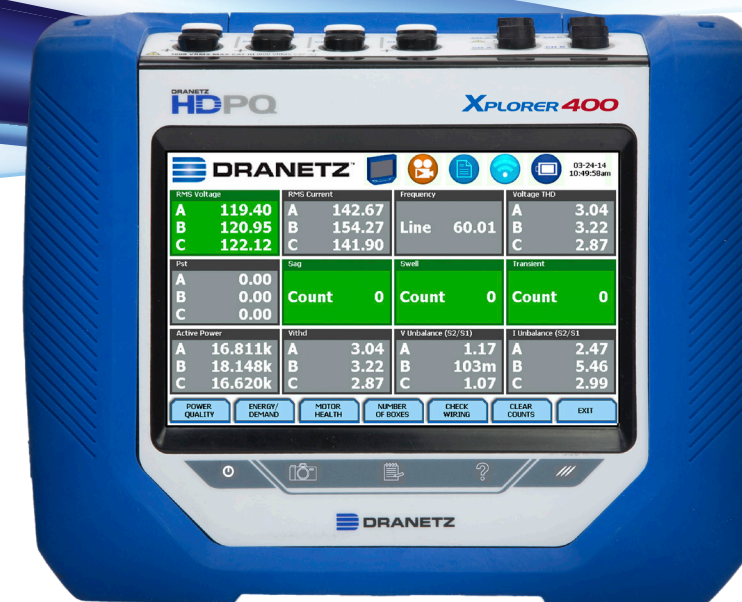 DRANETZ
HDPQ
XPLORER 400
DRANETZ
03-24-14
10:49:58am
RMS Voltage
A 119.40
B 120.95
C 122.12
RMS Current
A 142.67
B 154.27
C 141.90
Frequency
Line 60.01
Voltage THD
A 3.04
B 3.22
C 2.87
Pst
A 0.00
B 0.00
C 0.00
Sag
Count 0
Swell
Count 0
Transient
Count 0
Active Power
A 16.811k
B 18.148k
C 16.620k
Vithd
A 3.04
B 3.22
C 2.87
V Unbalance (S2/S1)
A 1.17
B 103m
C 1.07
I Unbalance (S2/S1
A 2.47
B 5.46
C 2.99
POWER
QUALITY
ENERGY/
DEMAND
MOTOR
HEALTH
NUMBER
OF BOXES
CHECK
WIRING
CLEAR
COUNTS
EXIT
DRANETZ